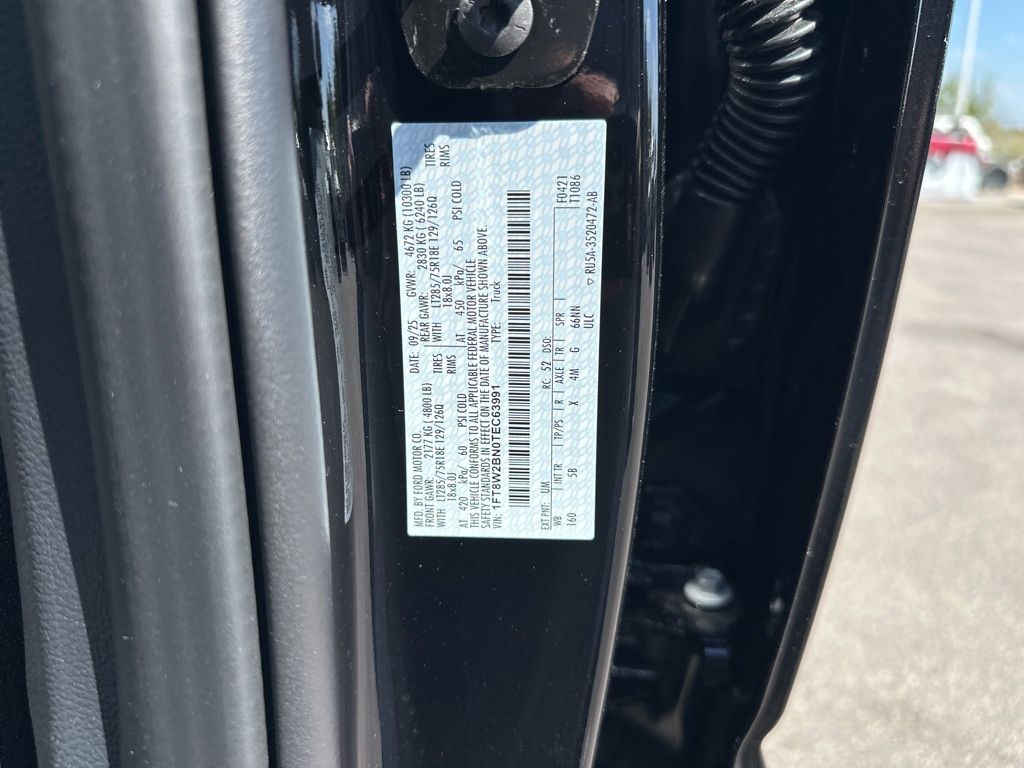 MFD. BY FORD MOTOR CO.
DATE: 09/25 GVWR: 4672 KG (10300 LB)
FRONT GAWR: 2177 KG ( 4800 LB) REAR GAWR: 2830 KG ( 6240 LB)
WITH LT285/75R18E 129/126Q TIRES WITH LT285/75R18E 129/126Q TIRES
18x8.0J RIMS 18x8.0J RIMS
AT 420 kPa/ 60 PSI COLD AT 450 kPa/ 65 PSI COLD
THIS VEHICLE CONFORMS TO ALL APPLICABLE FEDERAL MOTOR VEHICLE
SAFETY STANDARDS IN EFFECT ON THE DATE OF MANUFACTURE SHOWN ABOVE.
VIN: 1FT8W2BN0TEC63991 TYPE: Truck
EXT PNT: UM RC: 52 DSO: F0421
WB INT TR TP/PS R AXLE TR SPR T1086
160 5B X 4M G 66NN
ULC ▽ RU5A-3520472-AB